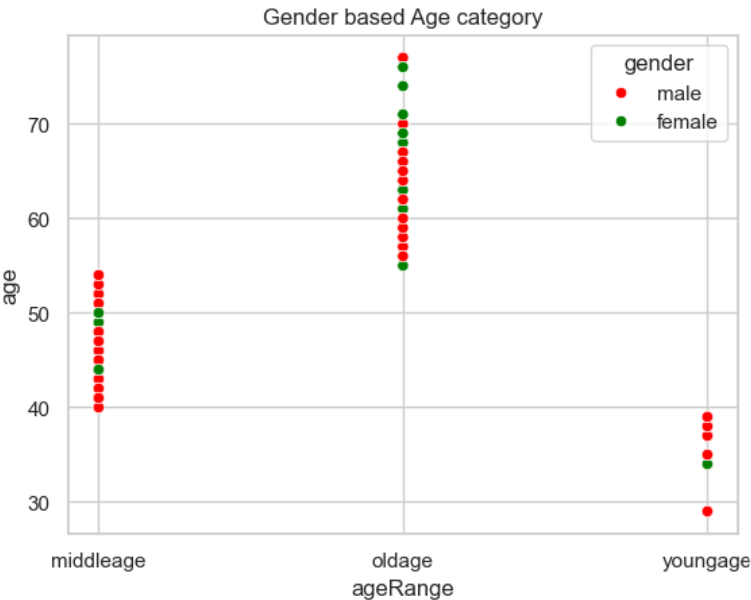 Gender based Age category
gender
male
female
70
60
50
40
30
age
middleage
oldage
youngage
ageRange